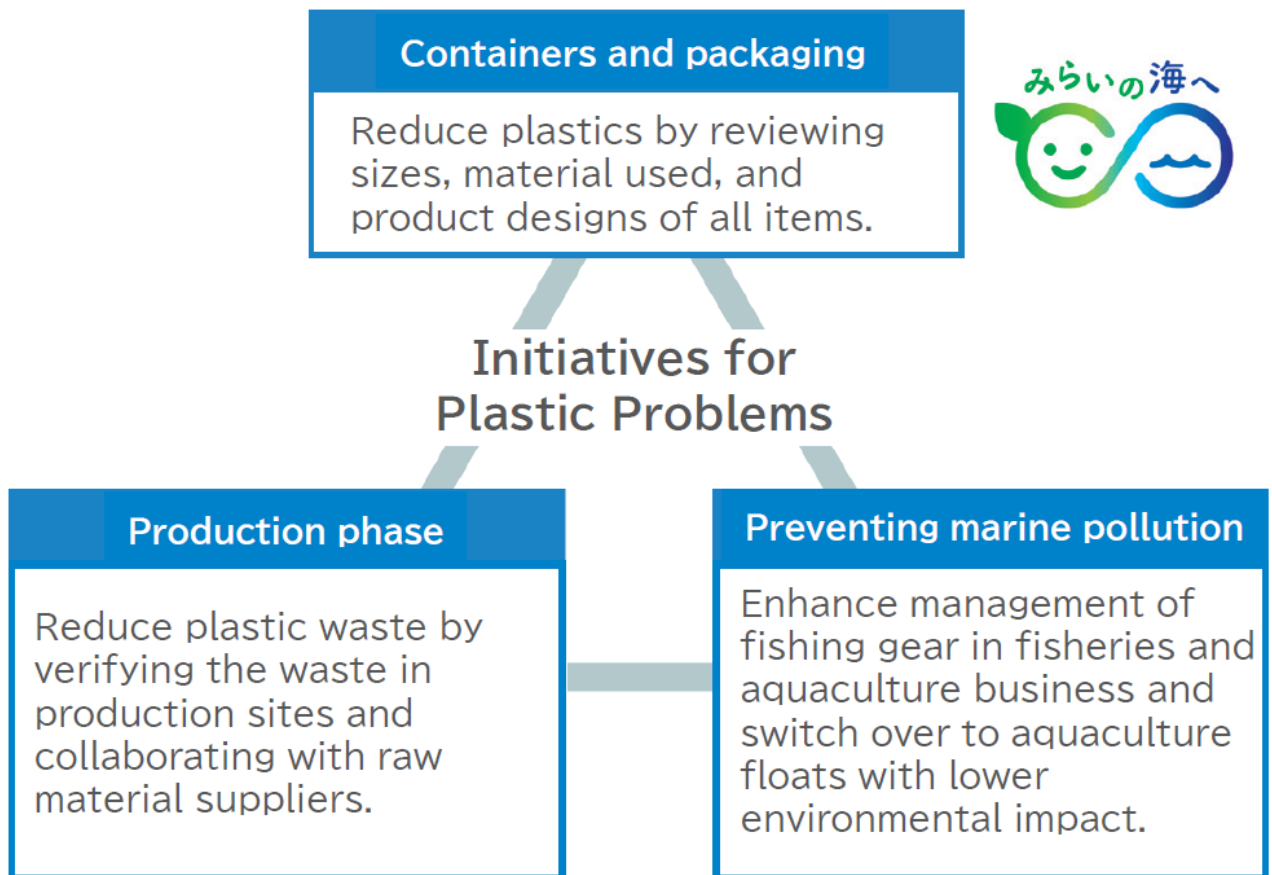 Containers and packaging
Reduce plastics by reviewing
sizes, material used, and
product designs of all items.
みらいの海へ
Initiatives for
Plastic Problems
Production phase
Reduce plastic waste by
verifying the waste in
production sites and
collaborating with raw
material suppliers.
Preventing marine pollution
Enhance management of
fishing gear in fisheries and
aquaculture business and
switch over to aquaculture
floats with lower
environmental impact.